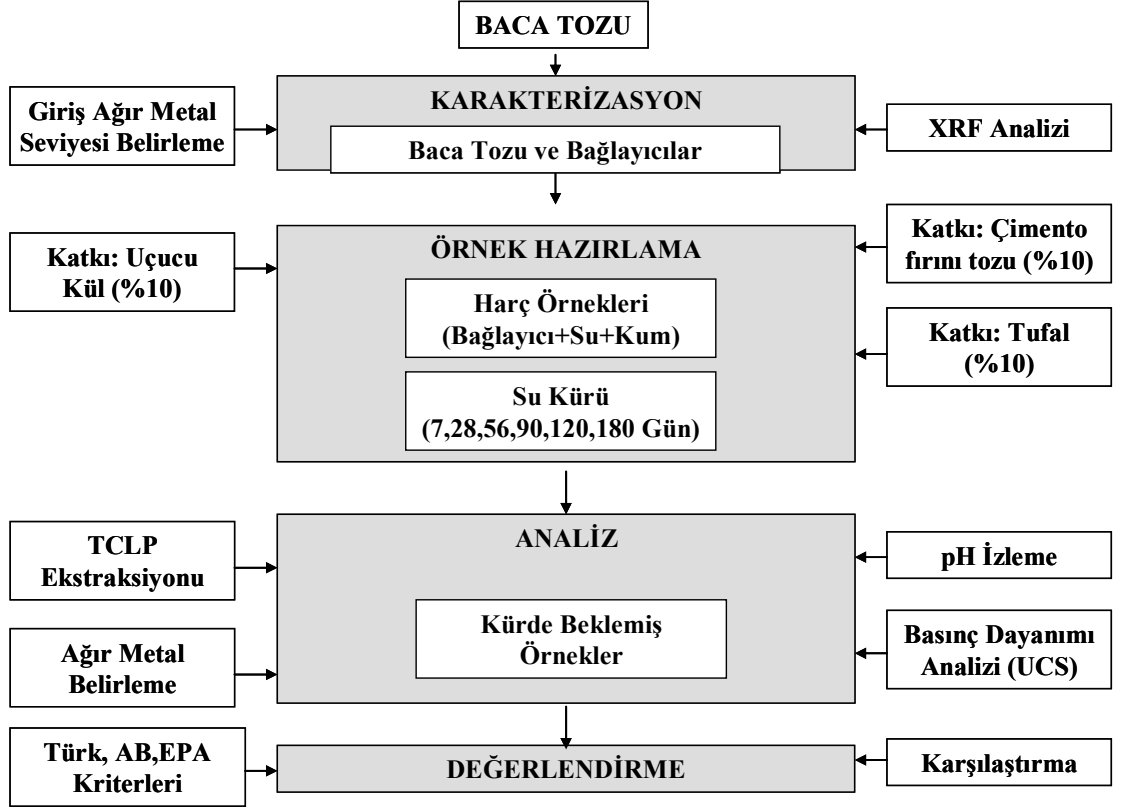 BACA TOZU
KARAKTERİZASYON
Giriş Ağır Metal
Seviyesi Belirleme
Baca Tozu ve Bağlayıcılar
XRF Analizi
ÖRNEK HAZIRLAMA
Katkı: Uçucu
Kül (%10)
Katkı: Çimento
fırını tozu (%10)
Harç Örnekleri
(Bağlayıcı+Su+Kum)
Katkı: Tufal
(%10)
Su Kürü
(7,28,56,90,120,180 Gün)
ANALİZ
TCLP
Ekstraksiyonu
pH İzleme
Kürde Beklemiş
Örnekler
Ağır Metal
Belirleme
Basınç Dayanımı
Analizi (UCS)
Türk, AB,EPA
Kriterleri
DEĞERLENDİRME
Karşılaştırma